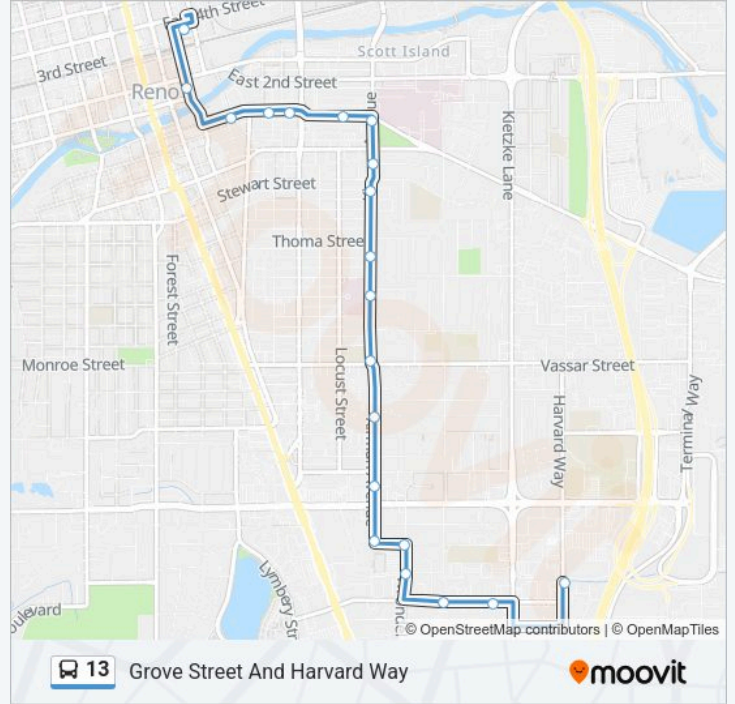 4th Street
Scott Island
3rd Street
East 2nd Street
Reno
Kietzke Lane
Stewart Street
Thoma Street
Forest Street
Monroe Street
Locust Street
Vassar Street
Harvard Way
Terminal Way
Lymbery Str
© OpenStreetMap contributors | © OpenMapTiles
13
Grove Street And Harvard Way
moovit